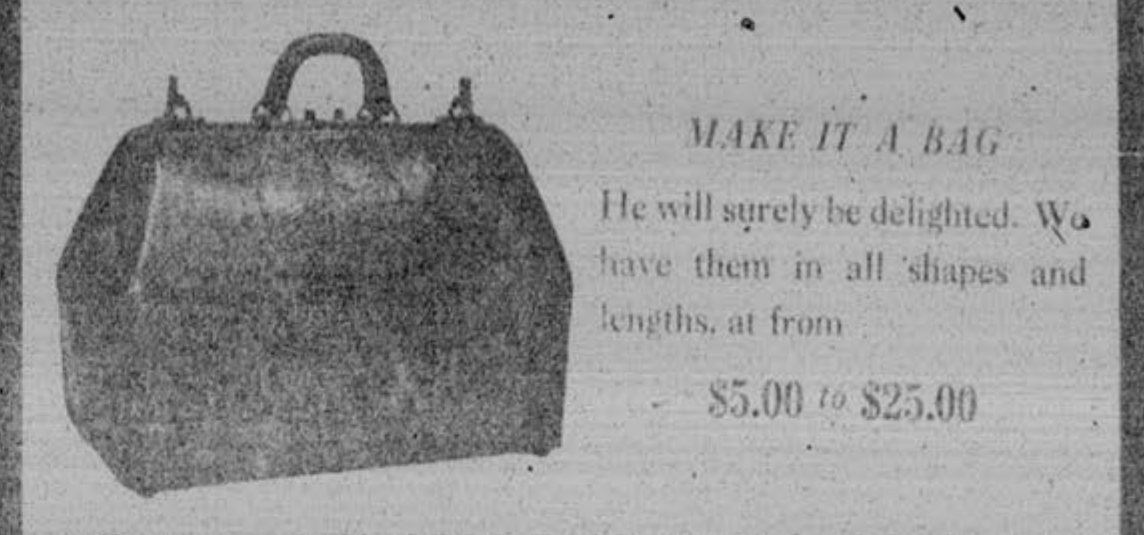 MAKE IT A BAG
He will surely be delighted. We
have them in all shapes and
lengths, at from
$5.00 to $25.00